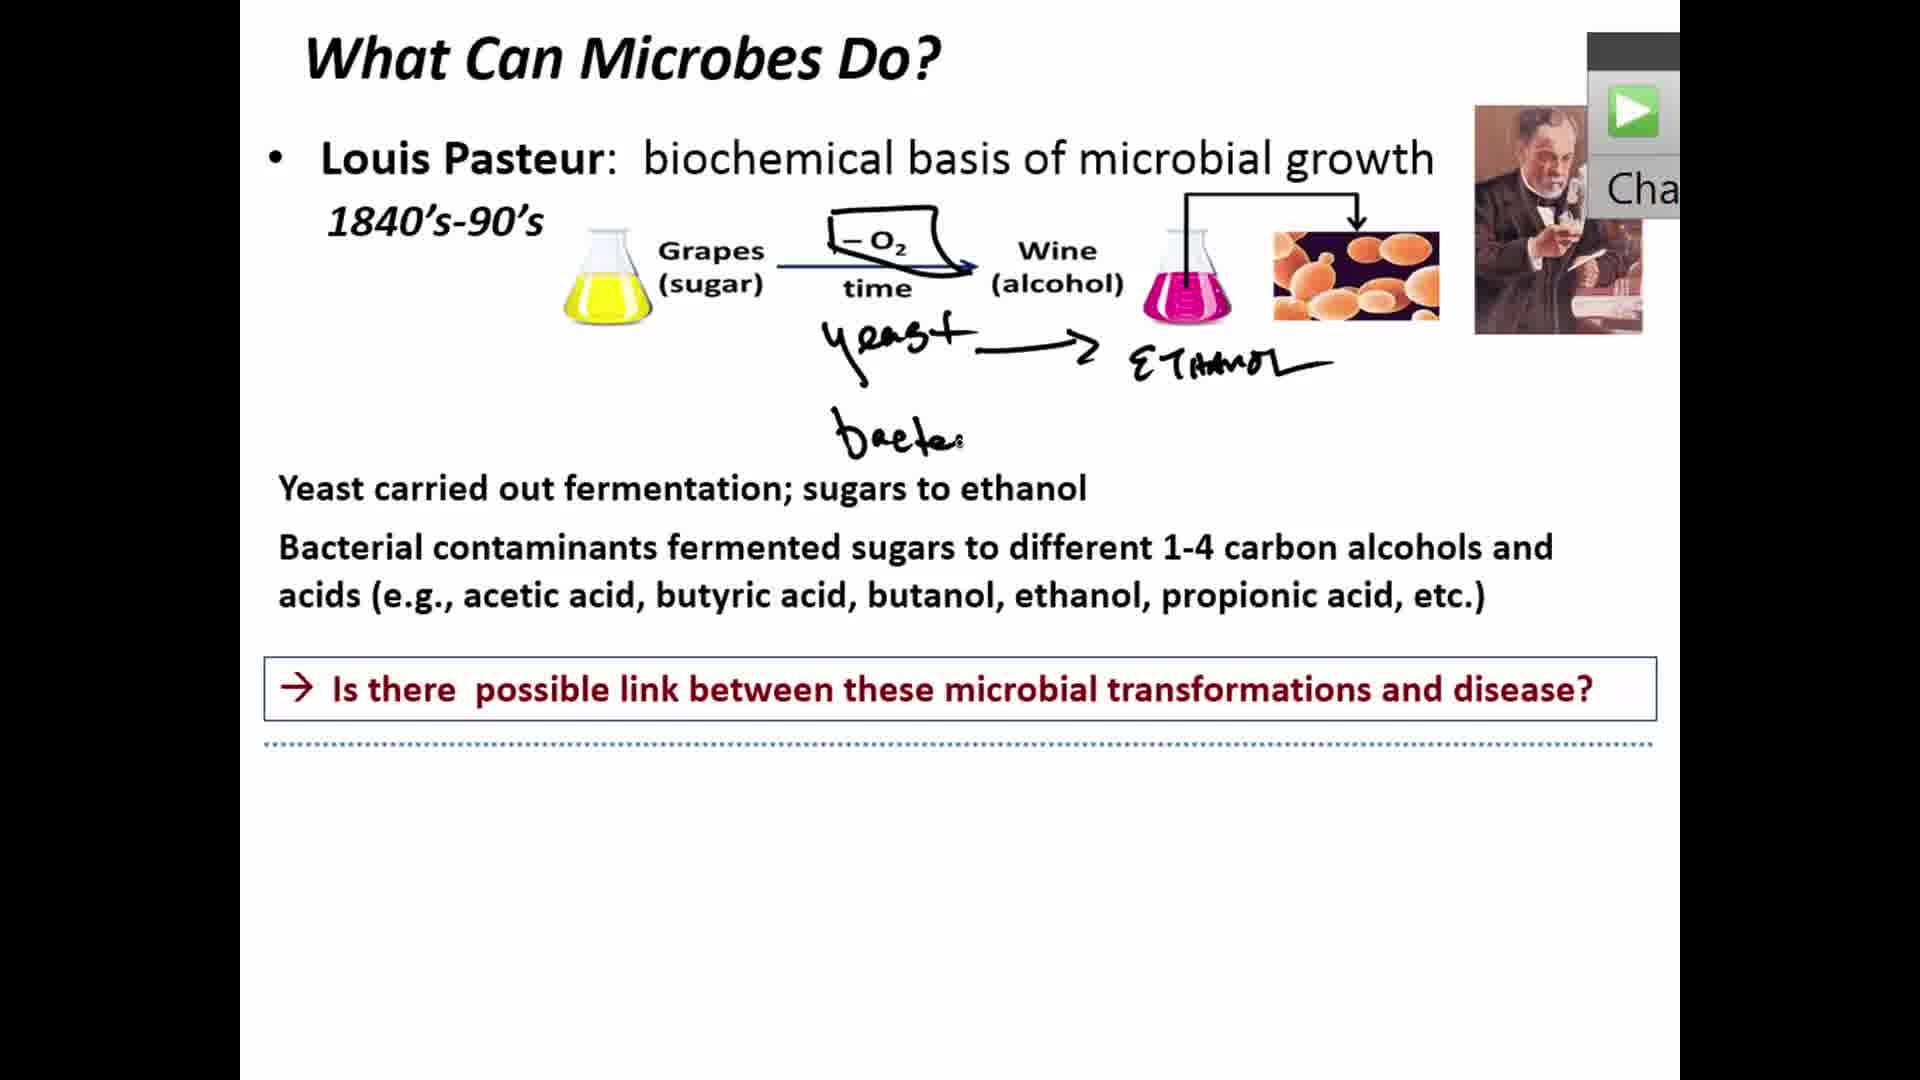 What Can Microbes Do?
• Louis Pasteur: biochemical basis of microbial growth
1840’s-90’s
Grapes
(sugar)
– O2
time
Wine
(alcohol)
yeast → ETHANOL
bacte
Cha
Yeast carried out fermentation; sugars to ethanol
Bacterial contaminants fermented sugars to different 1-4 carbon alcohols and
acids (e.g., acetic acid, butyric acid, butanol, ethanol, propionic acid, etc.)
→ Is there possible link between these microbial transformations and disease?